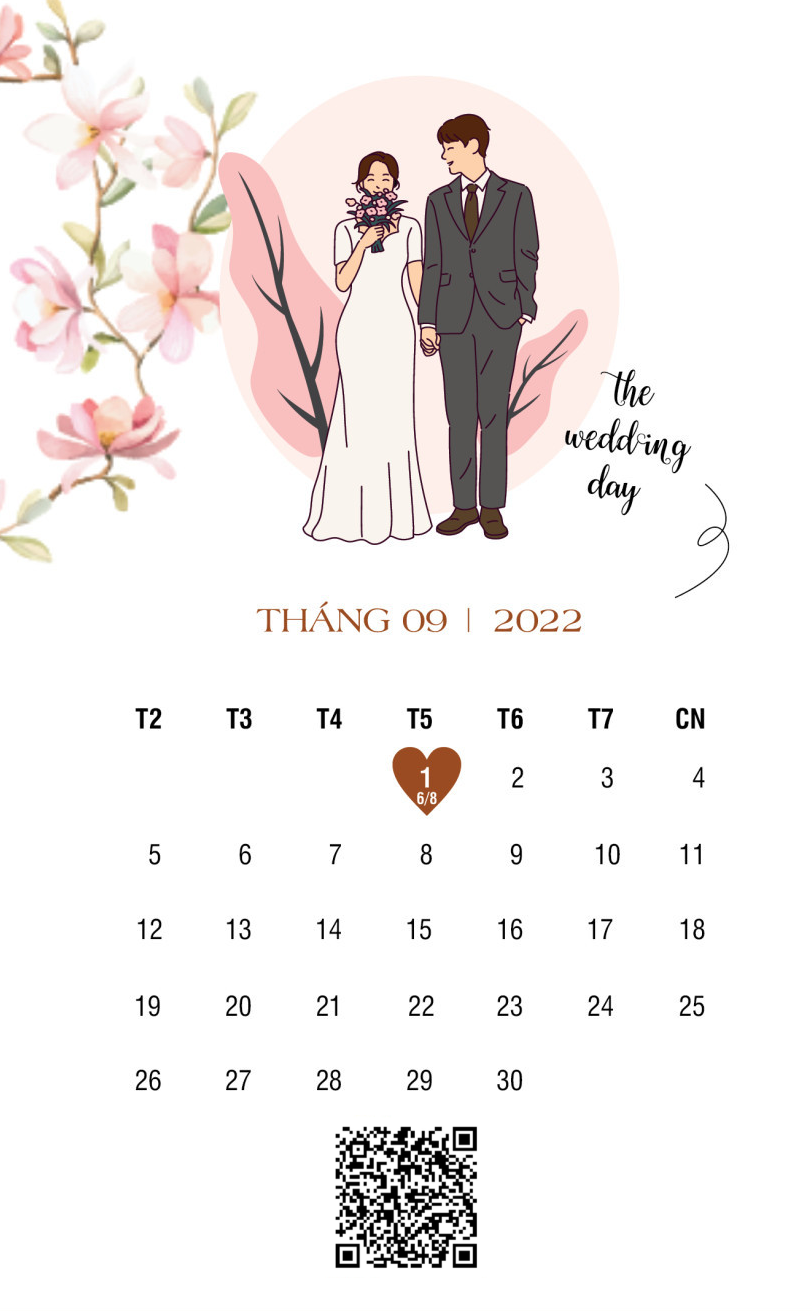 the
wedding
day
THÁNG 09 | 2022
T2 T3 T4 T5 T6 T7 CN
1 2 3 4
6/8
5 6 7 8 9 10 11
12 13 14 15 16 17 18
19 20 21 22 23 24 25
26 27 28 29 30